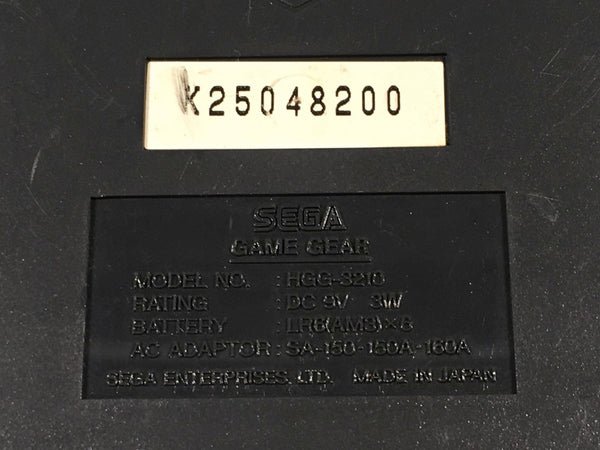 K25048200
SEGA
GAME GEAR
MODEL NO. : HGG-3210
RATING : DC 9V 3W
BATTERY : LR6(AM3)×6
AC ADAPTOR : SA-150·150A·160A
SEGA ENTERPRISES, LTD. MADE IN JAPAN